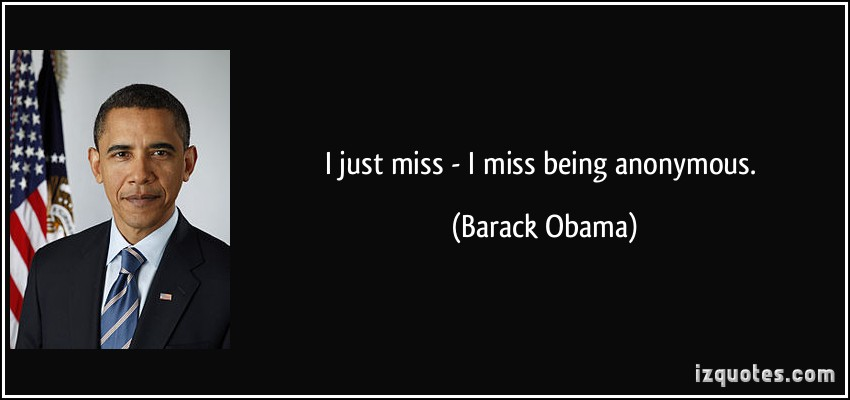 I just miss - I miss being anonymous.
(Barack Obama)
izquotes.com